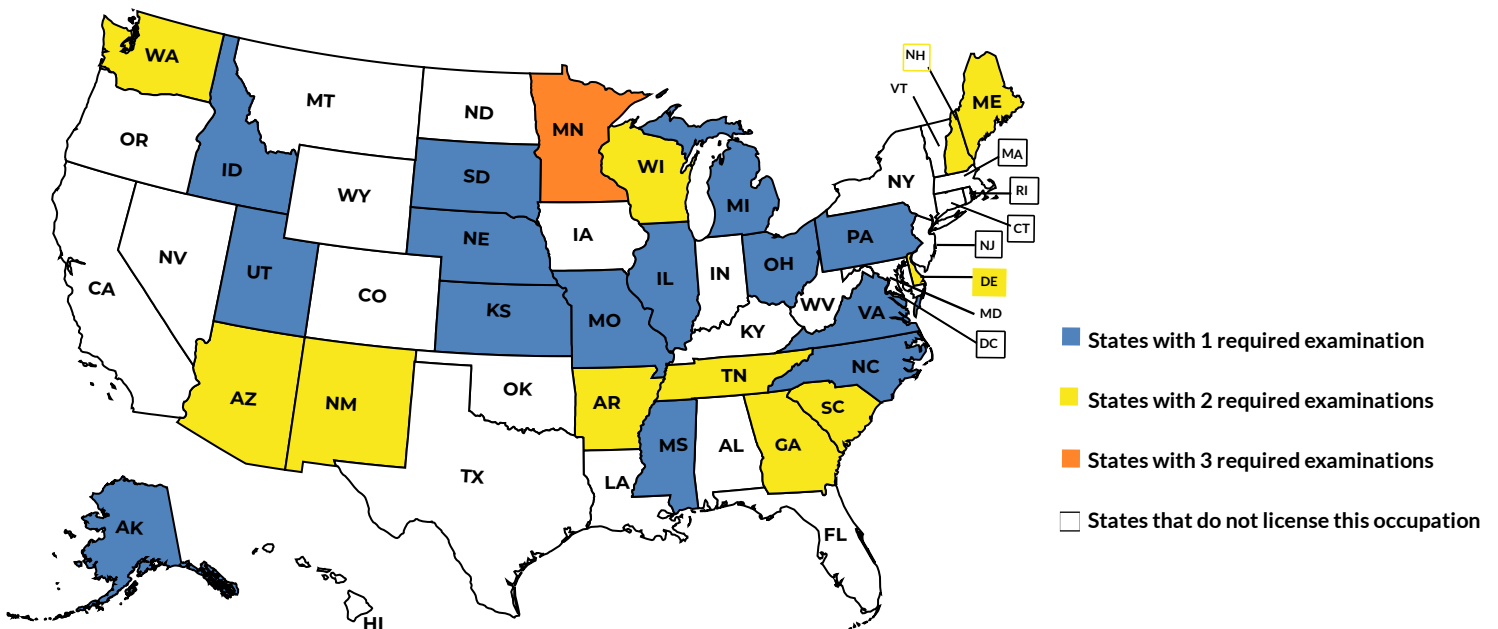 WA
MT
ND
MN
OR
ID
SD
WI
WY
MI
NE
IA
NV
UT
CO
CA
KS
MO
IL
IN
OH
PA
NY
WV
VA
KY
NC
TN
SC
AZ
NM
OK
AR
MS
AL
GA
TX
LA
FL
AK
HI
NH
VT
ME
MA
RI
CT
NJ
DE
MD
DC
States with 1 required examination
States with 2 required examinations
States with 3 required examinations
States that do not license this occupation